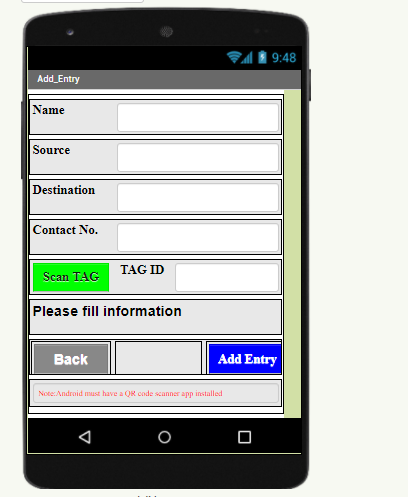 9:48
Add_Entry
Name
Source
Destination
Contact No.
Scan TAG TAG ID
Please fill information
Back Add Entry
Note:Android must have a QR code scanner app installed